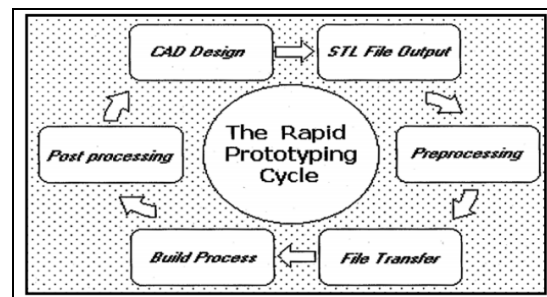 CAD Design
STL File Output
The Rapid
Prototyping
Cycle
Post processing
Preprocessing
Build Process
File Transfer